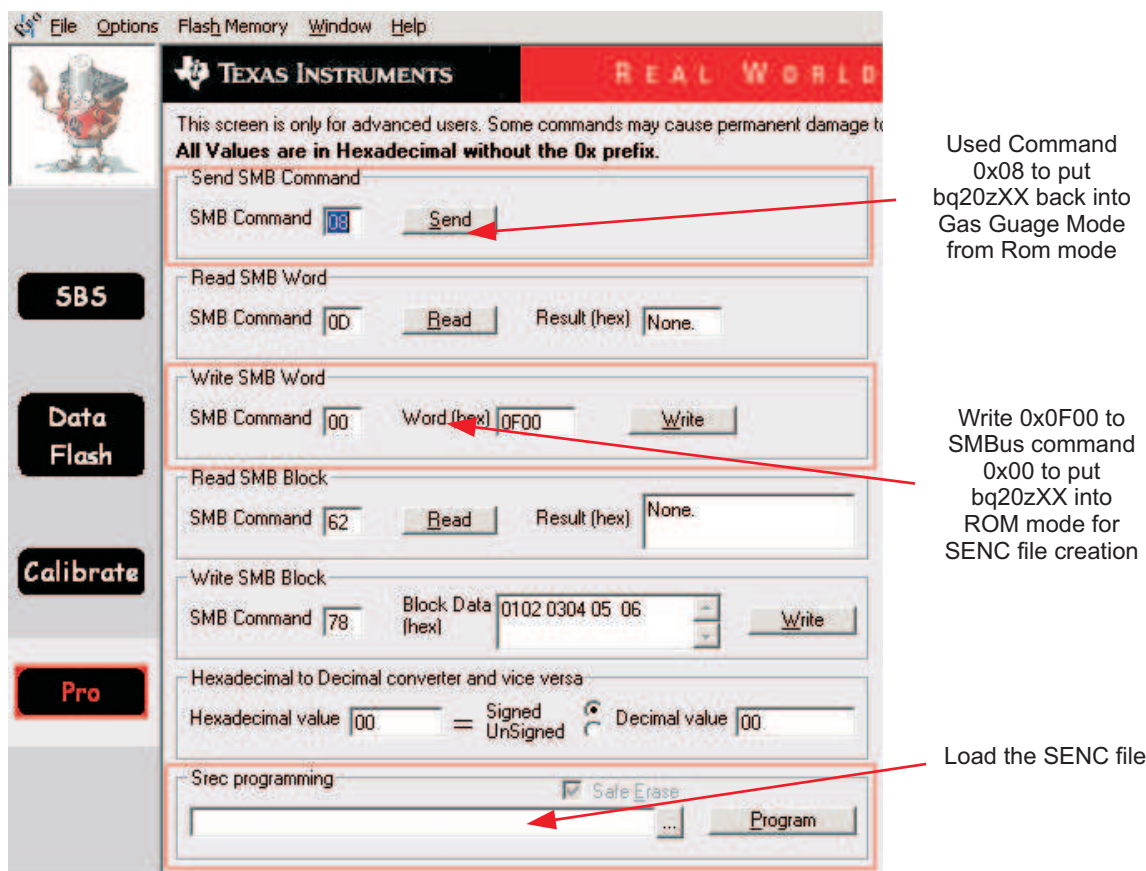 File Options Flash Memory Window Help
TEXAS INSTRUMENTS REAL WORLD
This screen is only for advanced users. Some commands may cause permanent damage
All Values are in Hexadecimal without the 0x prefix.
Send SMB Command
SMB Command 08 Send
Read SMB Word
SMB Command 0D Read Result (hex) None.
Write SMB Word
SMB Command 00 Word (hex) 0F00 Write
Read SMB Block
SMB Command 62 Read Result (hex) None.
Write SMB Block
SMB Command 78 Block Data (hex) 0102 0304 05 06 Write
Hexadecimal to Decimal converter and vice versa
Hexadecimal value 00 = Signed Decimal value 00
UnSigned
Srec programming
Safe Erase
... Program
SBS
Data
Flash
Calibrate
Pro
Used Command
0x08 to put
bq20zXX back into
Gas Guage Mode
from Rom mode
Write 0x0F00 to
SMBus command
0x00 to put
bq20zXX into
ROM mode for
SENC file creation
Load the SENC file